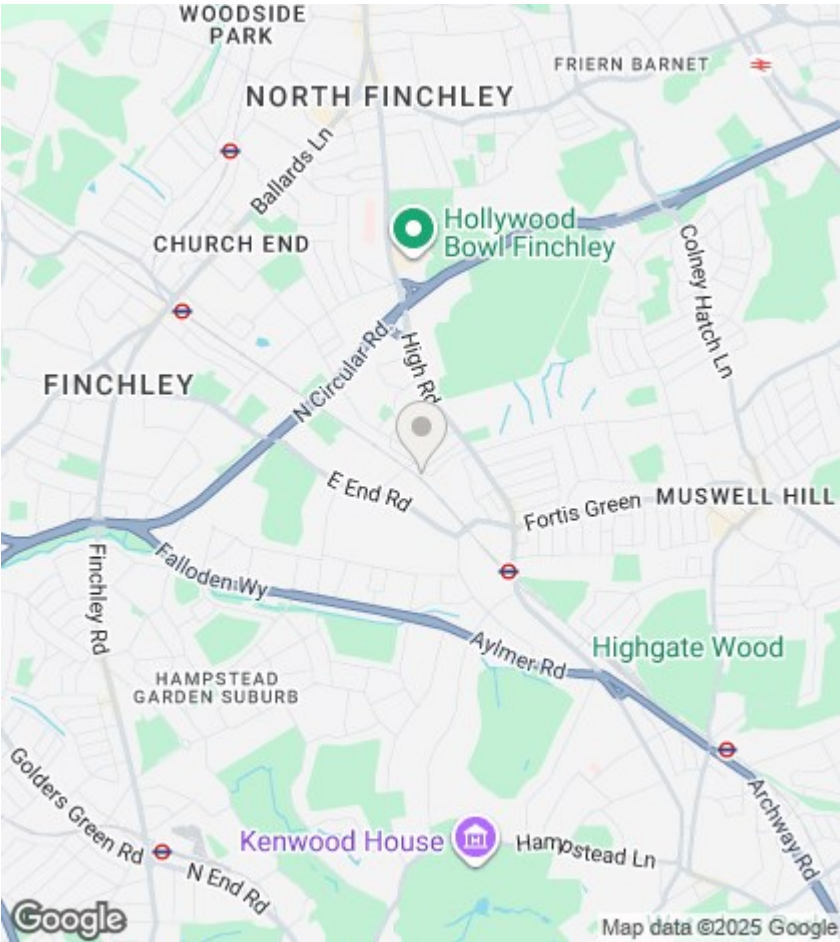 WOODSIDE
PARK
FRIERN BARNET
NORTH FINCHLEY
Ballards Ln
Hollywood
Bowl Finchley
CHURCH END
Colney Hatch Ln
N Circular Rd
High Rd
FINCHLEY
E End Rd
Fortis Green
MUSWELL HILL
Finchley Rd
Falloden Wy
Aylmer Rd
Highgate Wood
HAMPSTEAD
GARDEN SUBURB
Golders Green Rd
Archway Rd
Kenwood House
Hampstead Ln
N End Rd
Google
Map data ©2025 Google